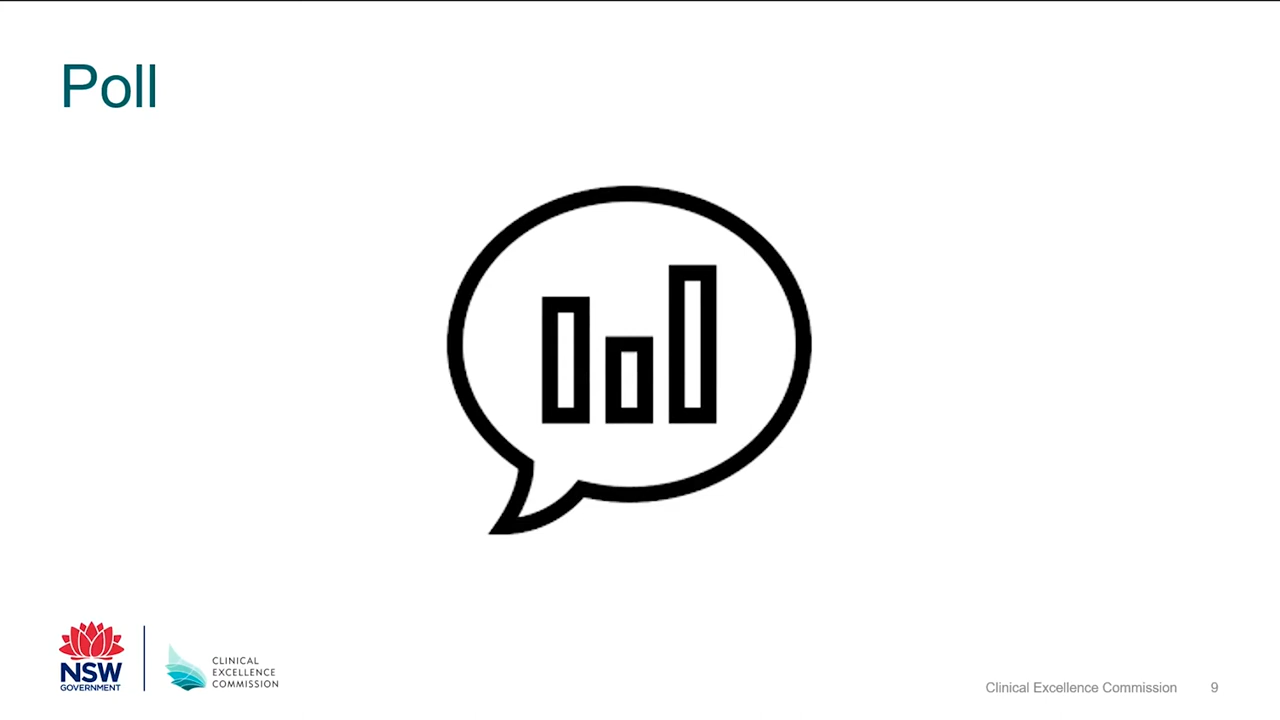 Poll
NSW
GOVERNMENT
CLINICAL
EXCELLENCE
COMMISSION
Clinical Excellence Commission 9